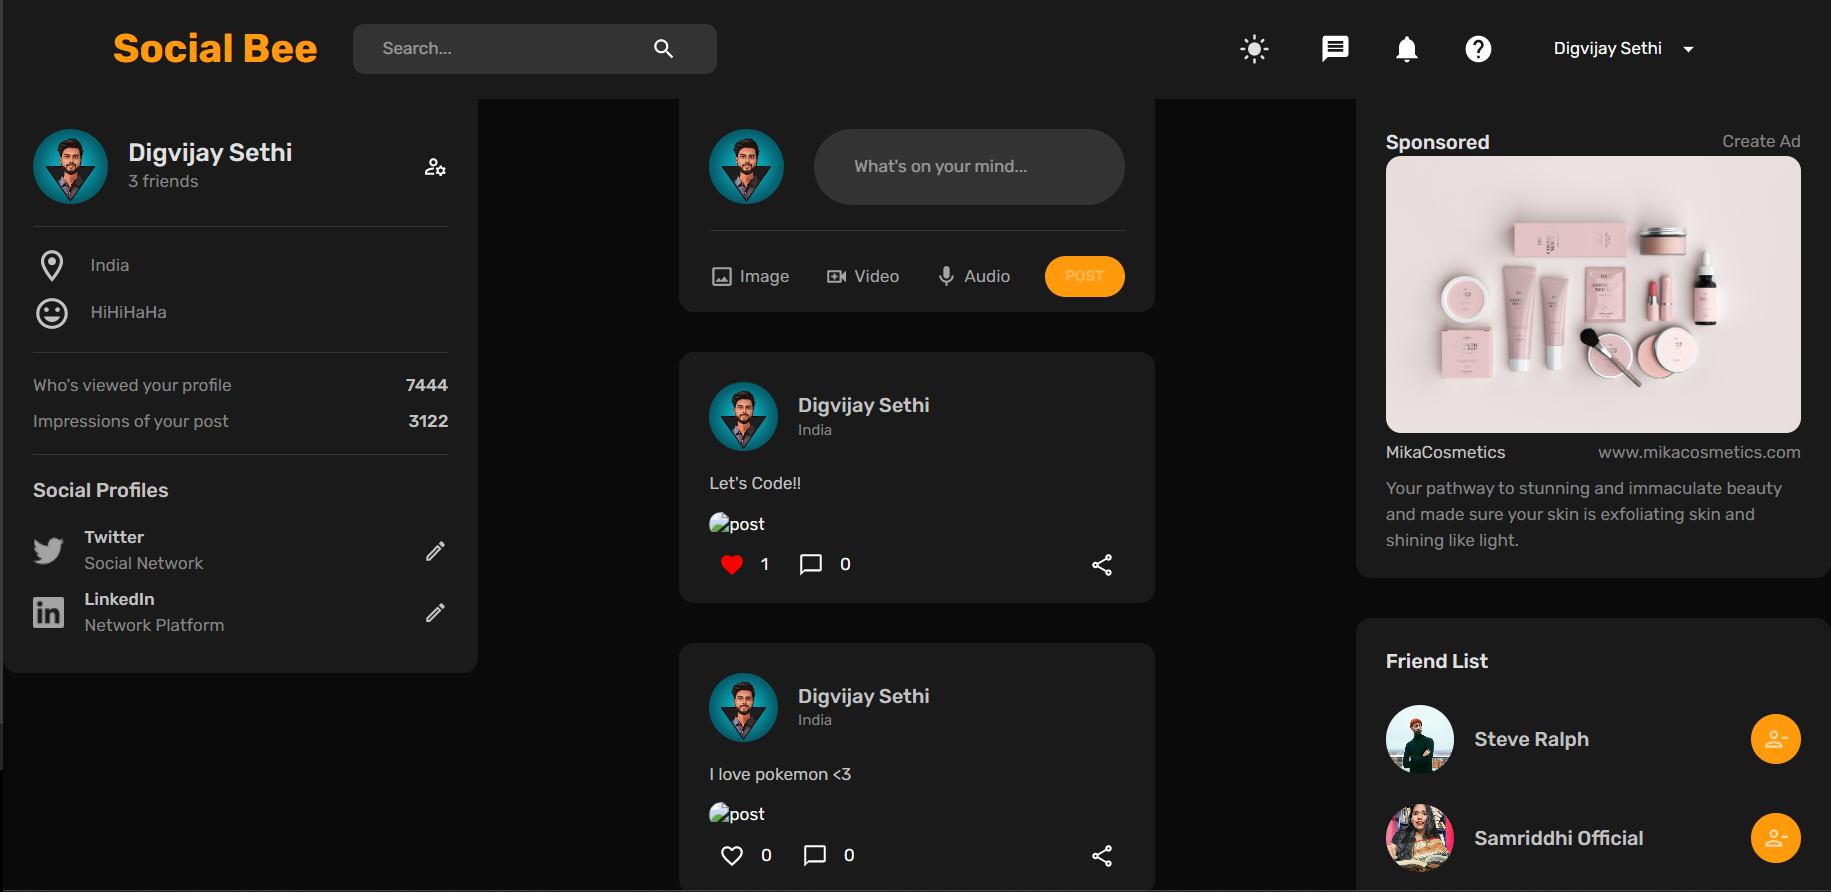 Social Bee
Search...
Digvijay Sethi
Digvijay Sethi
3 friends
India
HiHiHaHa
Who's viewed your profile 7444
Impressions of your post 3122
Social Profiles
Twitter
Social Network
LinkedIn
Network Platform
What's on your mind...
Image Video Audio POST
Digvijay Sethi
India
Let's Code!!
post
1 0
Digvijay Sethi
India
I love pokemon <3
post
0 0
Sponsored Create Ad
MikaCosmetics www.mikacosmetics.com
Your pathway to stunning and immaculate beauty
and made sure your skin is exfoliating skin and
shining like light.
Friend List
Steve Ralph
Samriddhi Official